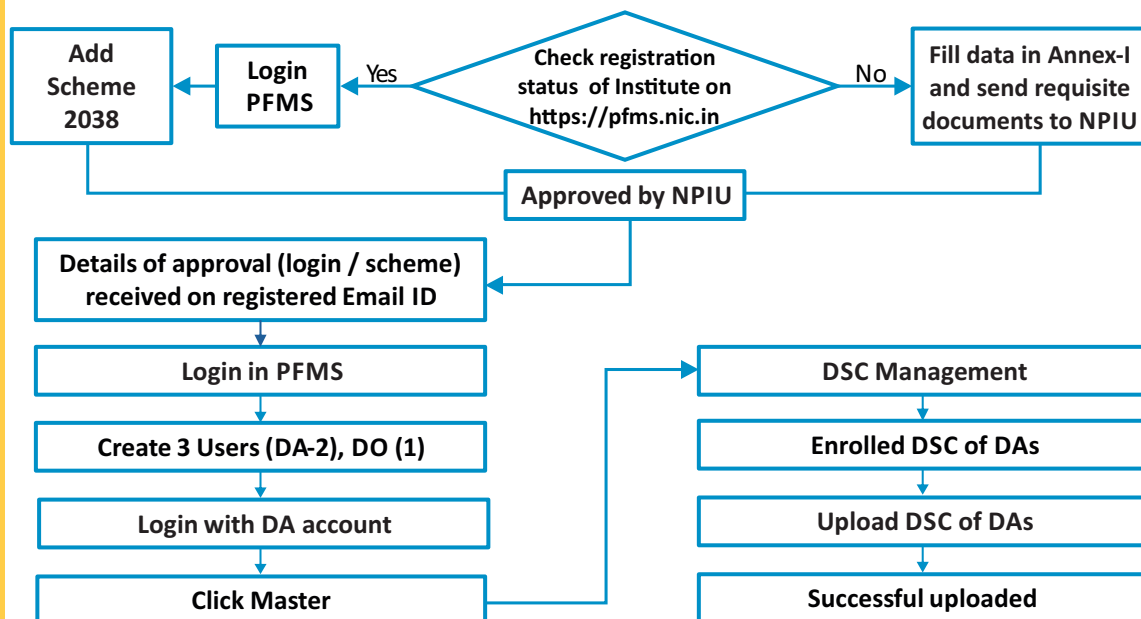 Add
Scheme
2038
Login
PFMS
Yes
Check registration
status of Institute on
https://pfms.nic.in
No
Fill data in Annex-I
and send requisite
documents to NPIU
Approved by NPIU
Details of approval (login / scheme)
received on registered Email ID
Login in PFMS
Create 3 Users (DA-2), DO (1)
Login with DA account
Click Master
DSC Management
Enrolled DSC of DAs
Upload DSC of DAs
Successful uploaded